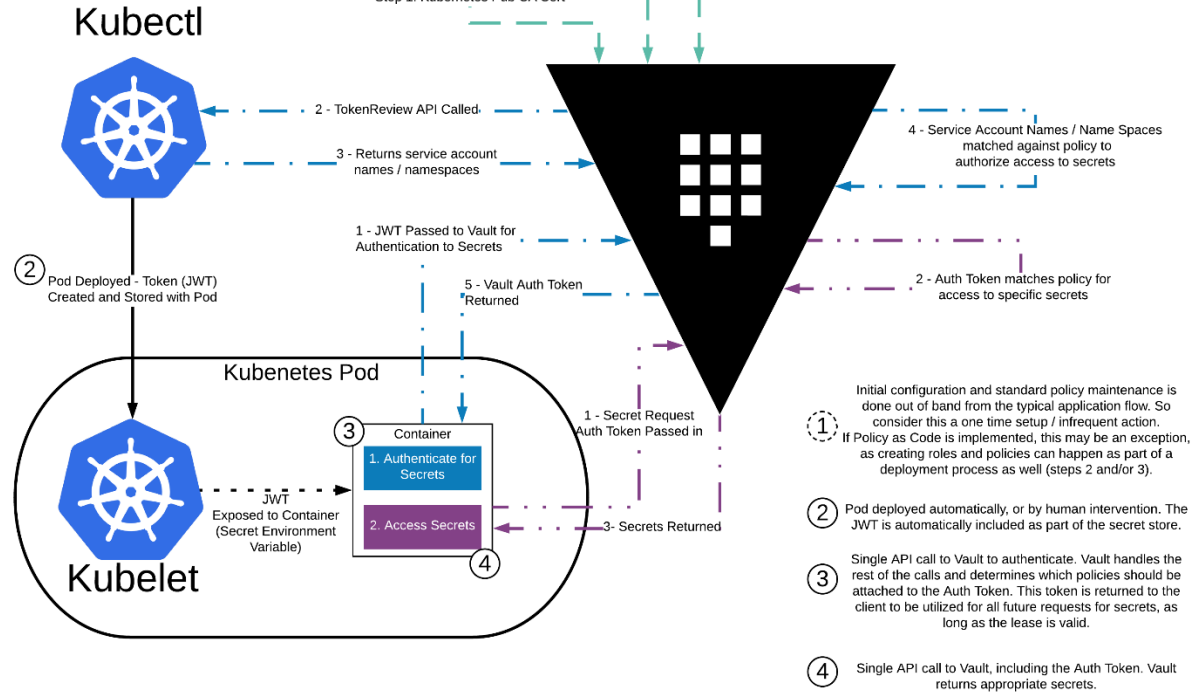 Kubectl
2 - TokenReview API Called
3 - Returns service account
names / namespaces
4 - Service Account Names / Name Spaces
matched against policy to
authorize access to secrets
1 - JWT Passed to Vault for
Authentication to Secrets
2
Pod Deployed - Token (JWT)
Created and Stored with Pod
5 - Vault Auth Token
Returned
2 - Auth Token matches policy for
access to specific secrets
Kubenetes Pod
1 - Secret Request
Auth Token Passed in
3
Container
1. Authenticate for
Secrets
2. Access Secrets
4
JWT
Exposed to Container
(Secret Environment
Variable)
3- Secrets Returned
Kubelet
1
Initial configuration and standard policy maintenance is
done out of band from the typical application flow. So
consider this a one time setup / infrequent action.
If Policy as Code is implemented, this may be an exception,
as creating roles and policies can happen as part of a
deployment process as well (steps 2 and/or 3).
2
Pod deployed automatically, or by human intervention. The
JWT is automatically included as part of the secret store.
3
Single API call to Vault to authenticate. Vault handles the
rest of the calls and determines which policies should be
attached to the Auth Token. This token is returned to the
client to be utilized for all future requests for secrets, as
long as the lease is valid.
4
Single API call to Vault, including the Auth Token. Vault
returns appropriate secrets.